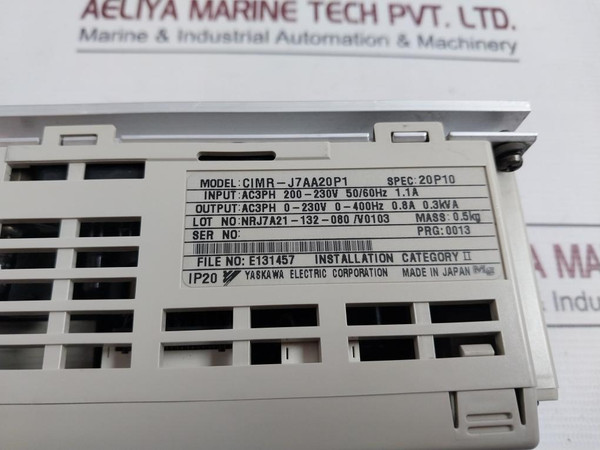 AELIYA MARINE TECH PVT. LTD.
Marine & Industrial Automation & Machinery
MODEL: CIMR-J7AA20P1 SPEC: 20P10
INPUT: AC3PH 200-230V 50/60Hz 1.1A
OUTPUT: AC3PH 0-230V 0-400Hz 0.8A 0.3kVA
LOT NO: NRJ7A21-132-080 /V0103 MASS: 0.5kg
SER NO: PRG: 0013
FILE NO: E131457 INSTALLATION CATEGORY II
IP20 YASKAWA ELECTRIC CORPORATION MADE IN JAPAN
IYA MA
& Indus